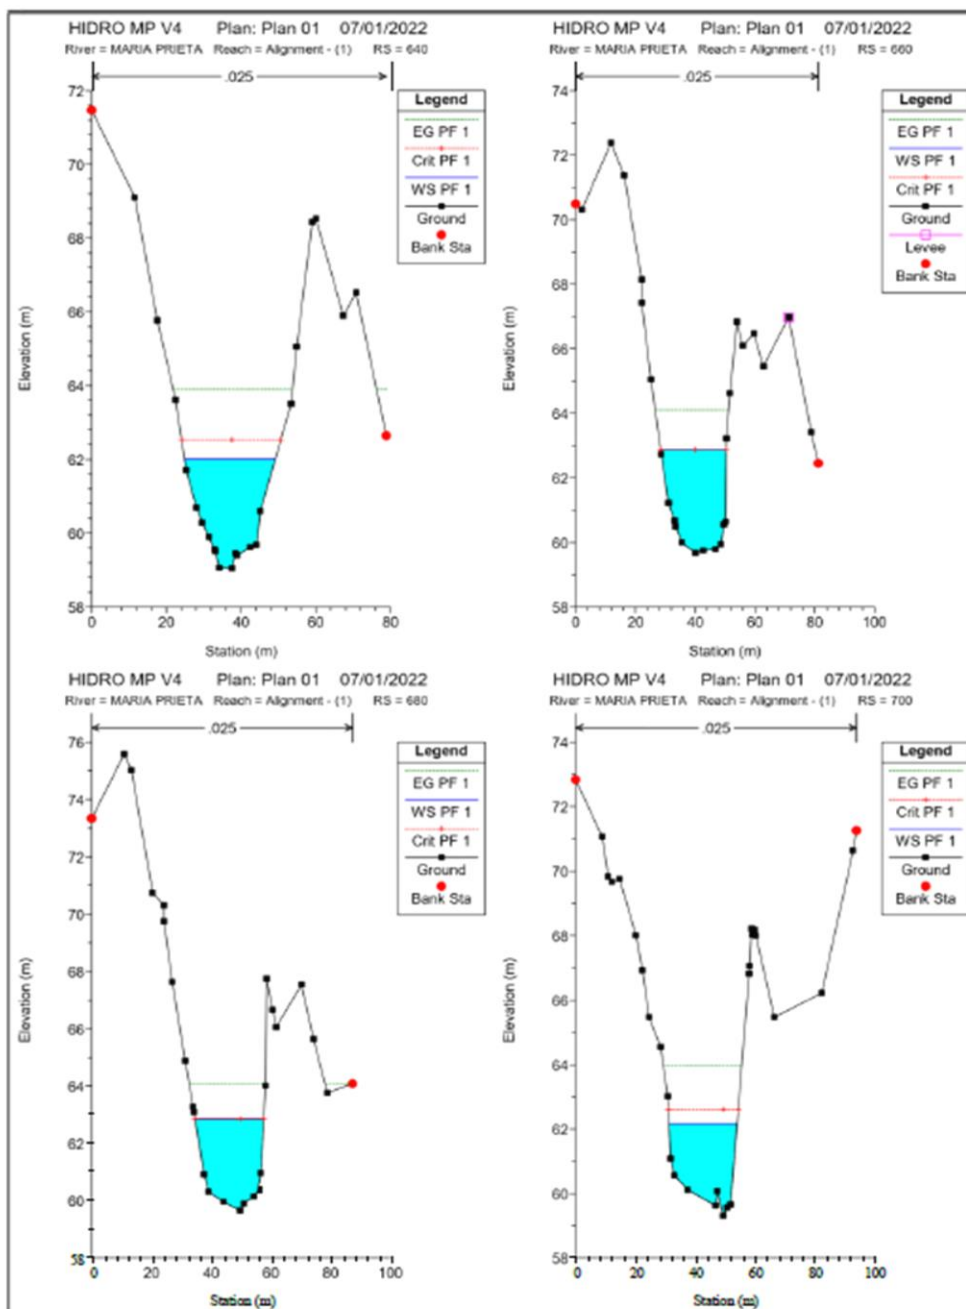 HIDRO MP V4 Plan: Plan 01 07/01/2022
River = MARIA PRIETA Reach = Alignment - (1) RS = 640
.025
Legend
EG PF 1
Crit PF 1
WS PF 1
Ground
Bank Sta
72
70
68
66
64
62
60
58
Elevation (m)
0 20 40 60 80
Station (m)
HIDRO MP V4 Plan: Plan 01 07/01/2022
River = MARIA PRIETA Reach = Alignment - (1) RS = 660
.025
Legend
EG PF 1
WS PF 1
Crit PF 1
Ground
Levee
Bank Sta
74
72
70
68
66
64
62
60
58
Elevation (m)
0 20 40 60 80 100
Station (m)
HIDRO MP V4 Plan: Plan 01 07/01/2022
River = MARIA PRIETA Reach = Alignment - (1) RS = 680
.025
Legend
EG PF 1
WS PF 1
Crit PF 1
Ground
Bank Sta
76
74
72
70
68
66
64
62
60
58
Elevation (m)
0 20 40 60 80 100
Station (m)
HIDRO MP V4 Plan: Plan 01 07/01/2022
River = MARIA PRIETA Reach = Alignment - (1) RS = 700
.025
Legend
EG PF 1
Crit PF 1
WS PF 1
Ground
Bank Sta
74
72
70
68
66
64
62
60
58
Elevation (m)
0 20 40 60 80 100
Station (m)